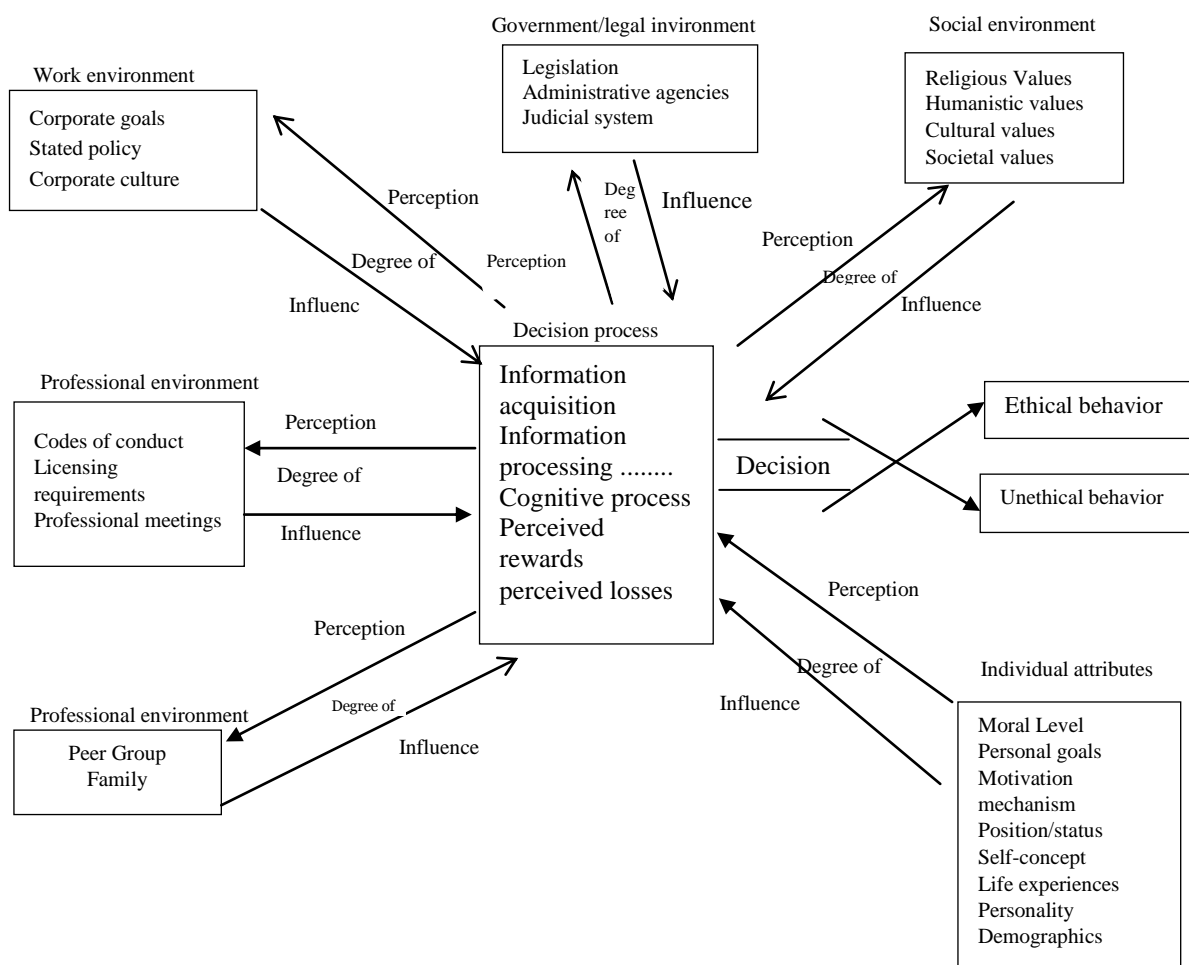 Government/legal invironment
Legislation
Administrative agencies
Judicial system
Social environment
Religious Values
Humanistic values
Cultural values
Societal values
Work environment
Corporate goals
Stated policy
Corporate culture
Perception
Degree of
Influenc
Perception
Deg
ree
of
Influence
Perception
Degree of
Influence
Decision process
Information
acquisition
Information
processing ........
Cognitive process
Perceived
rewards
perceived losses
Professional environment
Codes of conduct
Licensing
requirements
Professional meetings
Perception
Degree of
Influence
Decision
Ethical behavior
Unethical behavior
Perception
Degree of
Influence
Professional environment
Peer Group
Family
Perception
Degree of
Influence
Individual attributes
Moral Level
Personal goals
Motivation
mechanism
Position/status
Self-concept
Life experiences
Personality
Demographics